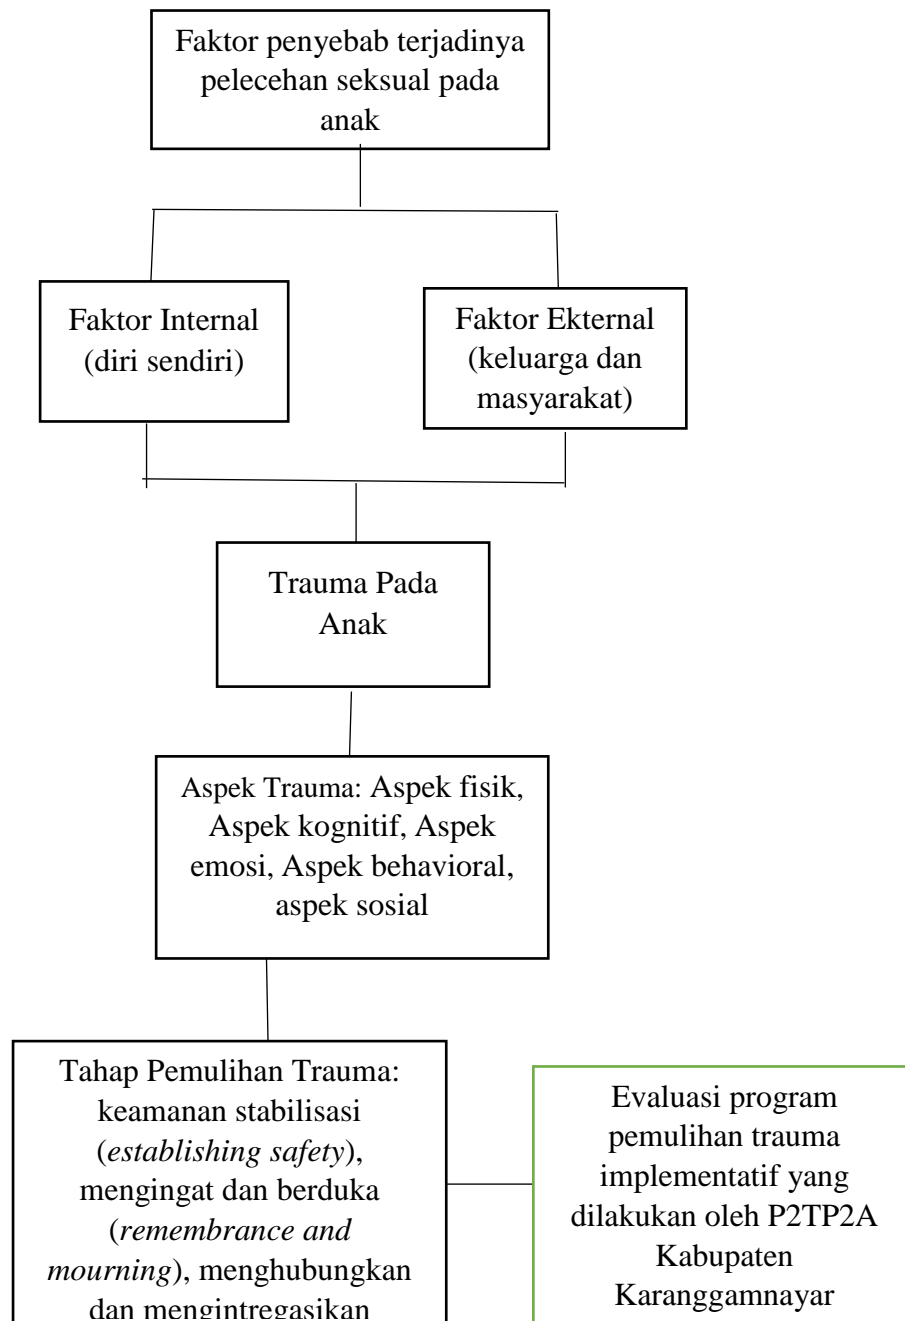 Faktor penyebab terjadinya
pelecehan seksual pada
anak
Faktor Internal
(diri sendiri)
Faktor Ekternal
(keluarga dan
masyarakat)
Trauma Pada
Anak
Aspek Trauma: Aspek fisik,
Aspek kognitif, Aspek
emosi, Aspek behavioral,
aspek sosial
Tahap Pemulihan Trauma:
keamanan stabilisasi
(establishing safety),
mengingat dan berduka
(remembrance and
mourning), menghubungkan
dan mengintregasikan
Evaluasi program
pemulihan trauma
implementatif yang
dilakukan oleh P2TP2A
Kabupaten
Karanggamnayar